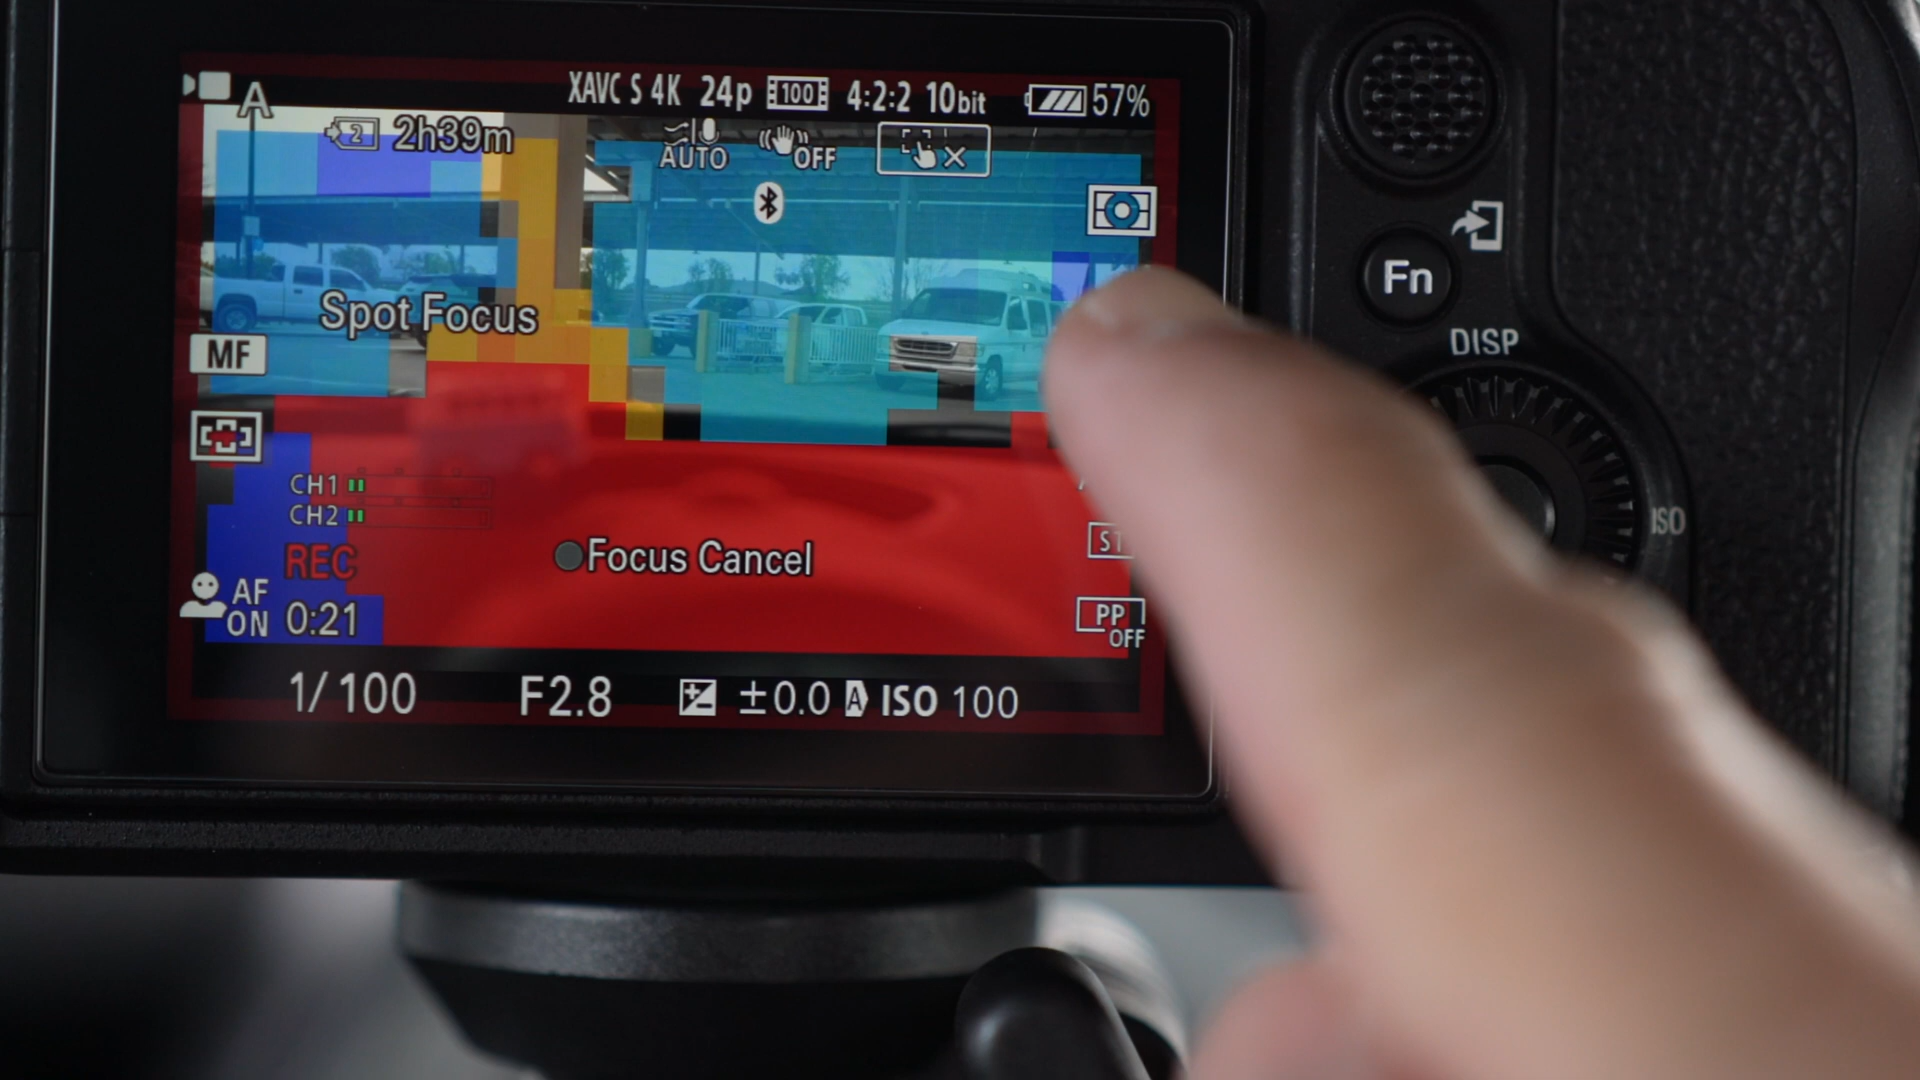 A XAVC S 4K 24p 100 4:2:2 10bit 57%
2 2h39m AUTO OFF
Fn
Spot Focus
DISP
MF
CH1
CH2
ISO
REC
Focus Cancel
AF
ON 0:21
PP
OFF
1/100 F2.8 ±0.0 A ISO 100